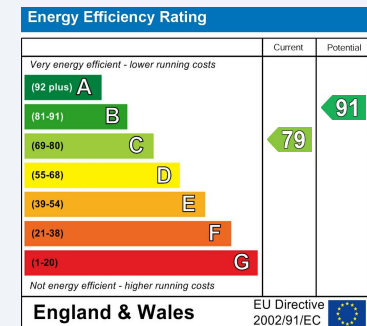 Energy Efficiency Rating
Current Potential
Very energy efficient - lower running costs
(92 plus) A
(81-91) B
91
(69-80) C
79
(55-68) D
(39-54) E
(21-38) F
(1-20) G
Not energy efficient - higher running costs
England & Wales
EU Directive
2002/91/EC